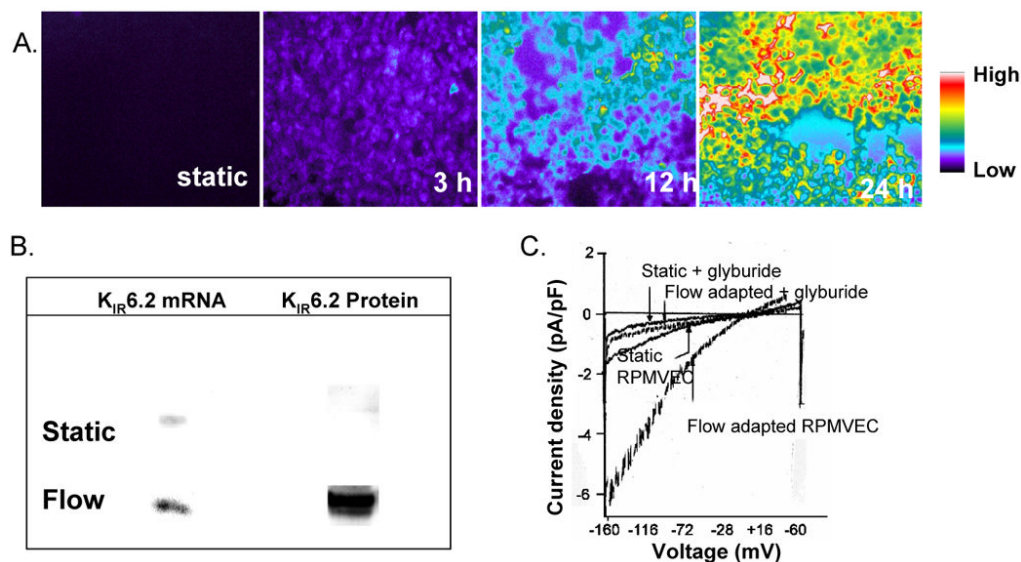 A.
static
3 h
12 h
24 h
High
Low
B.
K_IR6.2 mRNA K_IR6.2 Protein
Static
Flow
C.
Current density (pA/pF)
2
0
-2
-4
-6
Static + glyburide
Flow adapted + glyburide
Static
RPMVEC
Flow adapted RPMVEC
-160 -116 -72 -28 +16 -60
Voltage (mV)